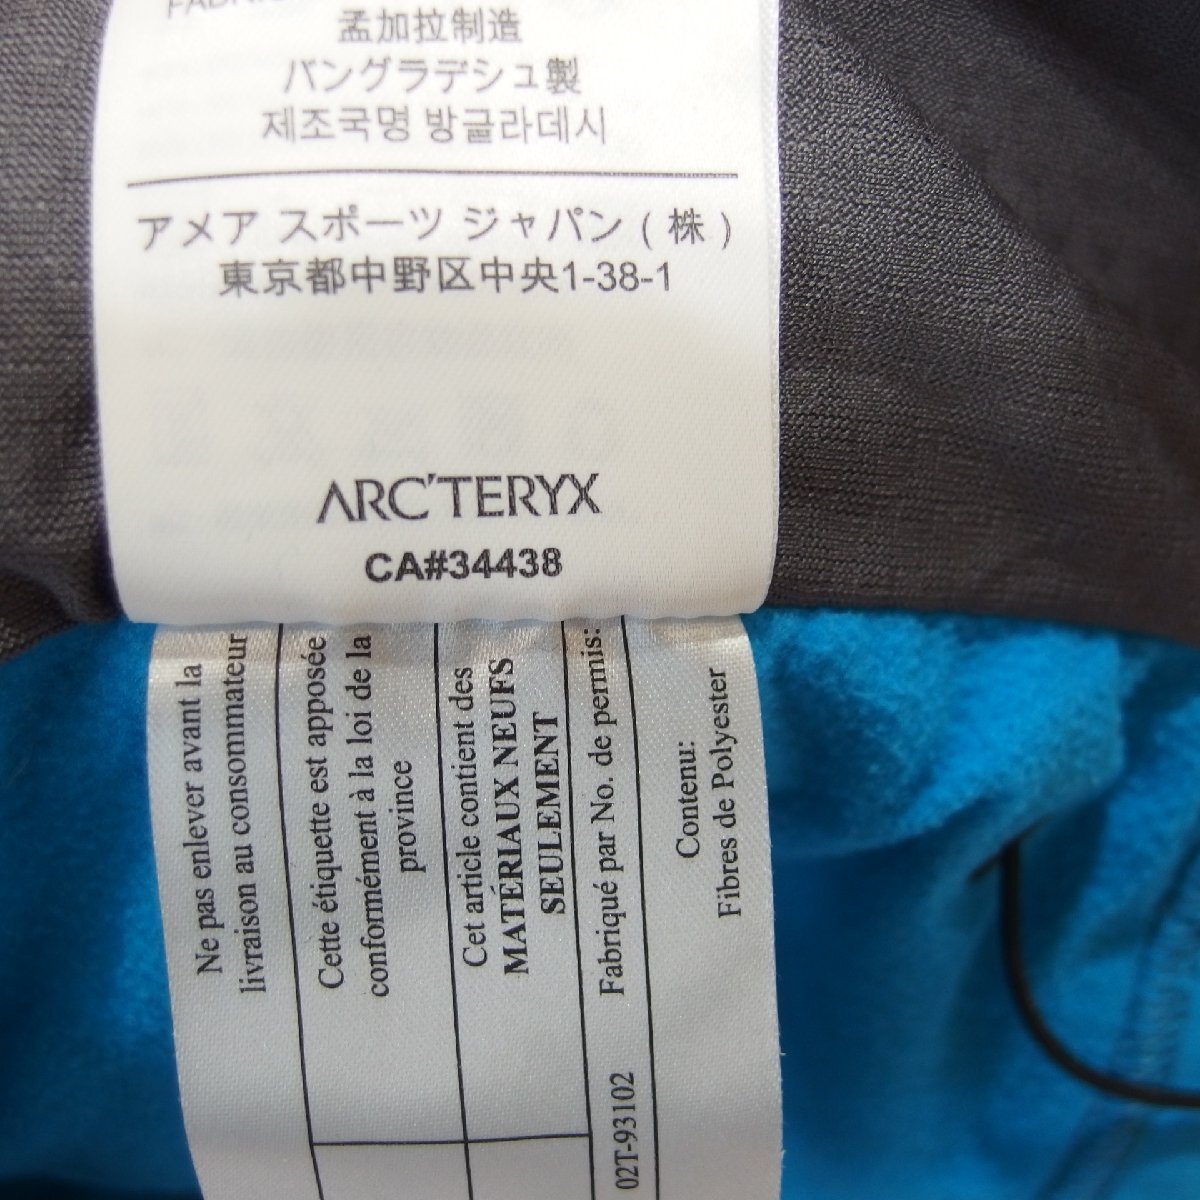 孟加拉制造
バングラデシュ製
제조국명 방글라데시
アメア スポーツ ジャパン ( 株 )
東京都中野区中央1-38-1
ARC'TERYX
CA#34438
Ne pas enlever avant la
livraison au consommateur
Cette étiquette est apposée
conformément à la loi de la
province
Cet article contient des
MATÉRIAUX NEUFS
SEULEMENT
Fabriqué par No. de permis:
02T-93102
Contenu:
Fibres de Polyester